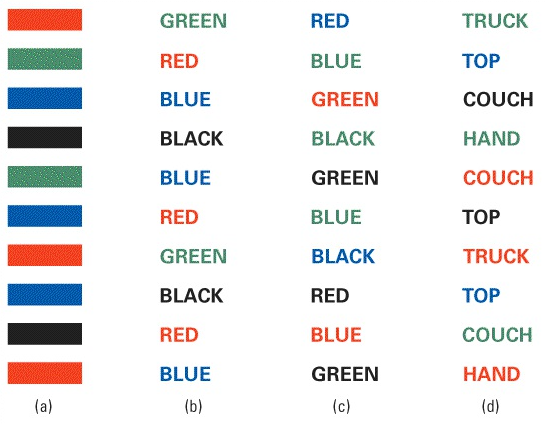 GREEN RED TRUCK
RED BLUE TOP
BLUE GREEN COUCH
BLACK BLACK HAND
BLUE GREEN COUCH
RED BLUE TOP
GREEN BLACK TRUCK
BLACK RED TOP
RED BLUE COUCH
BLUE GREEN HAND
(a) (b) (c) (d)